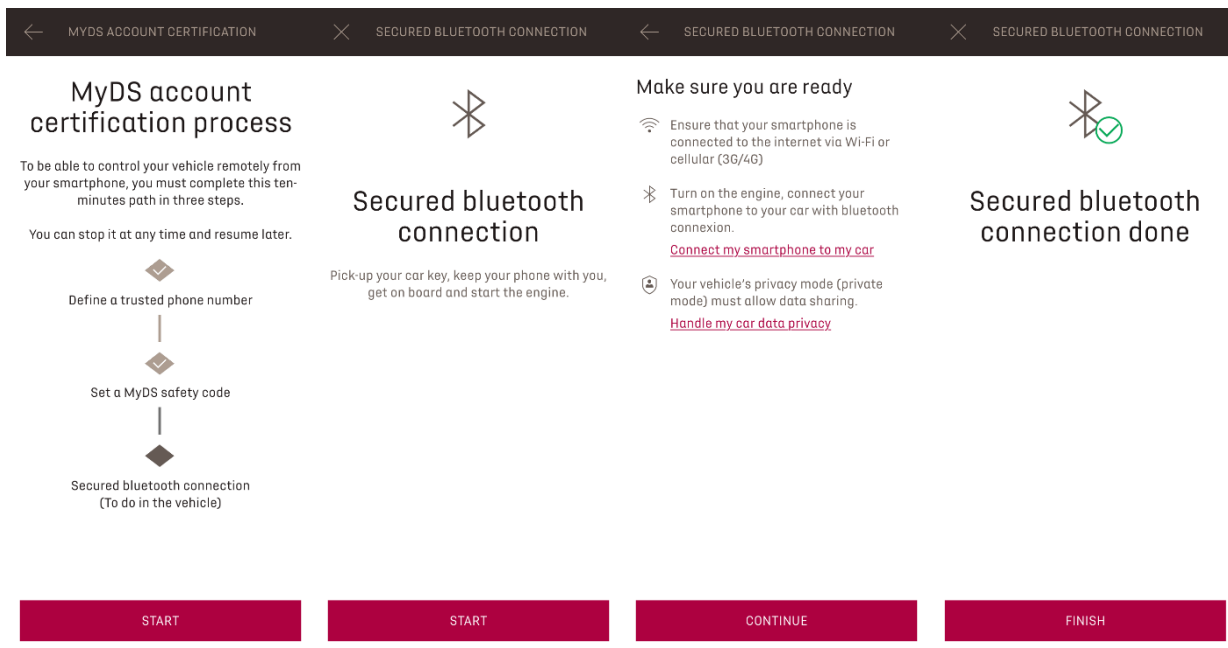 MYDS ACCOUNT CERTIFICATION
MyDS account
certification process
To be able to control your vehicle remotely from
your smartphone, you must complete this ten-
minutes path in three steps.
You can stop it at any time and resume later.
Define a trusted phone number
Set a MyDS safety code
Secured bluetooth connection
(To do in the vehicle)
START
SECURED BLUETOOTH CONNECTION
Secured bluetooth
connection
Pick-up your car key, keep your phone with you,
get on board and start the engine.
START
SECURED BLUETOOTH CONNECTION
Make sure you are ready
Ensure that your smartphone is
connected to the internet via Wi-Fi or
cellular (3G/4G)
Turn on the engine, connect your
smartphone to your car with bluetooth
connexion.
Connect my smartphone to my car
Your vehicle's privacy mode (private
mode) must allow data sharing.
Handle my car data privacy
CONTINUE
SECURED BLUETOOTH CONNECTION
Secured bluetooth
connection done
FINISH